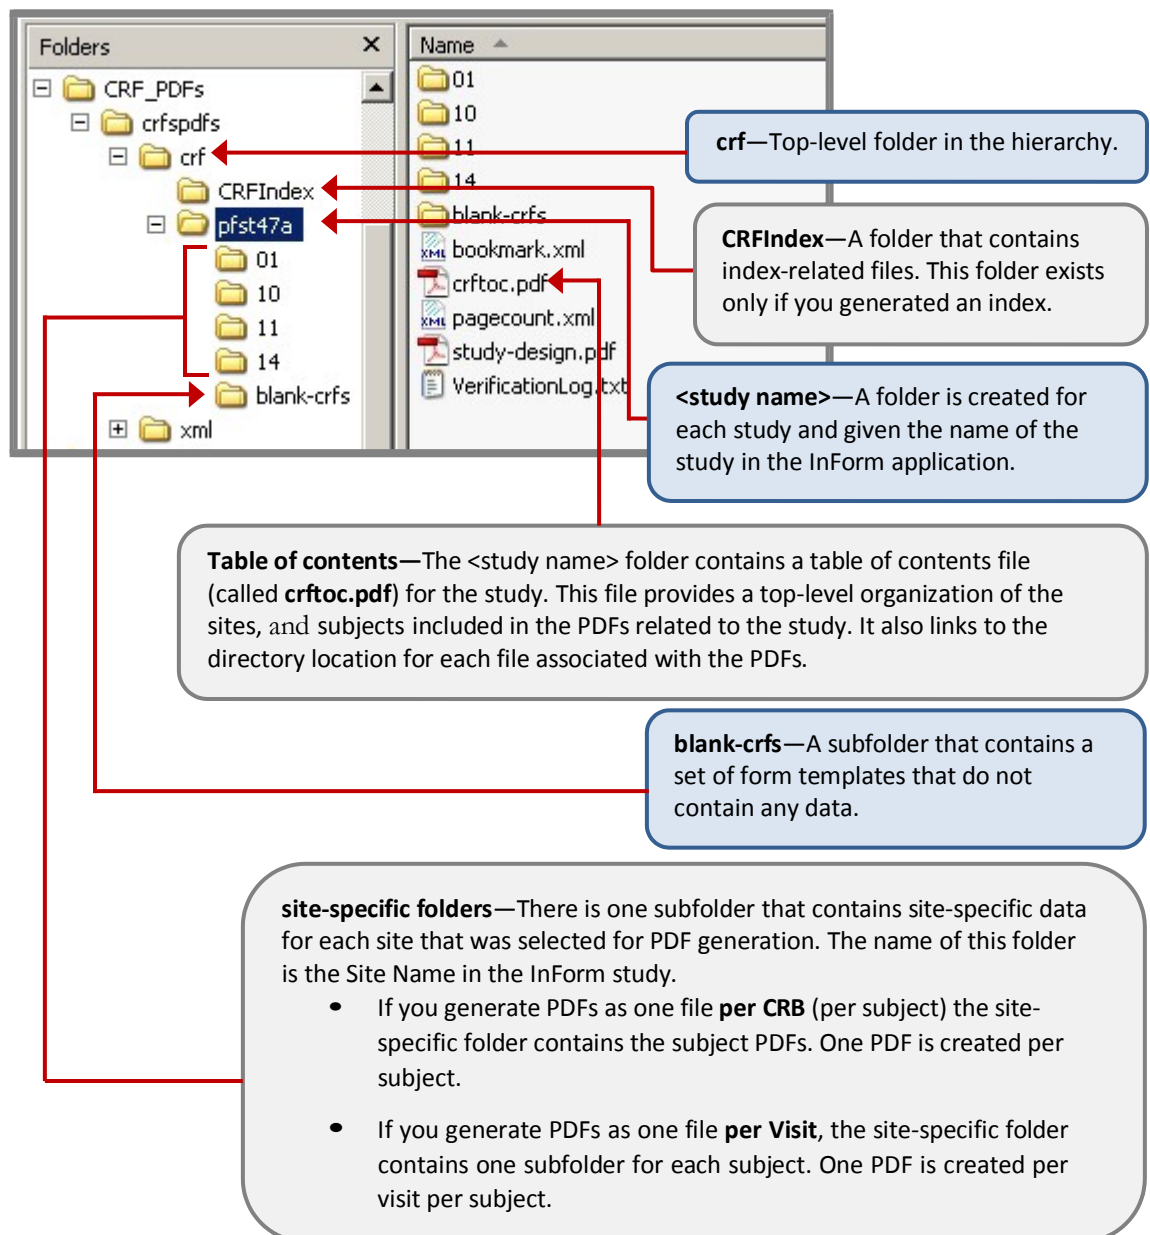 Folders
CRF_PDFs
crfspdfs
crf
CRFIndex
pfst47a
01
10
11
14
blank-crfs
xml
Name
01
10
11
14
blank-crfs
bookmark.xml
crftoc.pdf
pagecount.xml
study-design.pdf
VerificationLog.txt
crf—Top-level folder in the hierarchy.
CRFIndex—A folder that contains
index-related files. This folder exists
only if you generated an index.
<study name>—A folder is created for
each study and given the name of the
study in the InForm application.
Table of contents—The <study name> folder contains a table of contents file
(called crftoc.pdf) for the study. This file provides a top-level organization of the
sites, and subjects included in the PDFs related to the study. It also links to the
directory location for each file associated with the PDFs.
blank-crfs—A subfolder that contains a
set of form templates that do not
contain any data.
site-specific folders—There is one subfolder that contains site-specific data
for each site that was selected for PDF generation. The name of this folder
is the Site Name in the InForm study.
• If you generate PDFs as one file per CRB (per subject) the site-
specific folder contains the subject PDFs. One PDF is created per
subject.
• If you generate PDFs as one file per Visit, the site-specific folder
contains one subfolder for each subject. One PDF is created per
visit per subject.